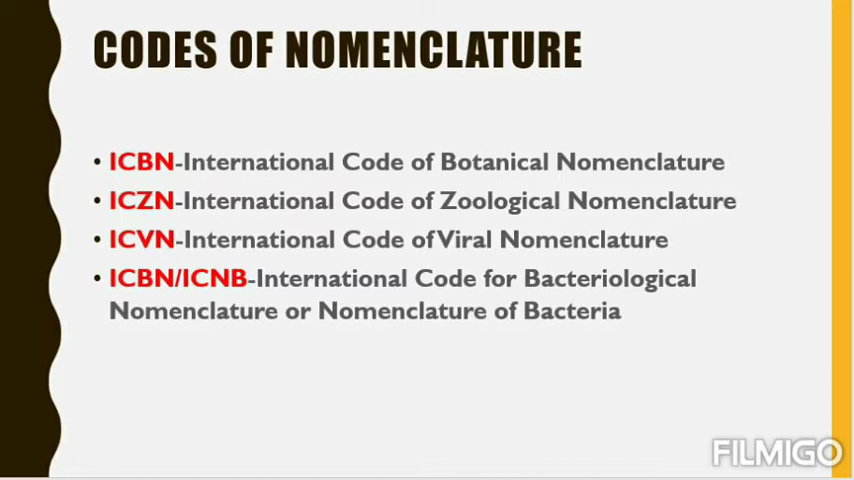 CODES OF NOMENCLATURE
• ICBN-International Code of Botanical Nomenclature
• ICZN-International Code of Zoological Nomenclature
• ICVN-International Code of Viral Nomenclature
• ICBN/ICNB-International Code for Bacteriological
Nomenclature or Nomenclature of Bacteria
FILMIGO